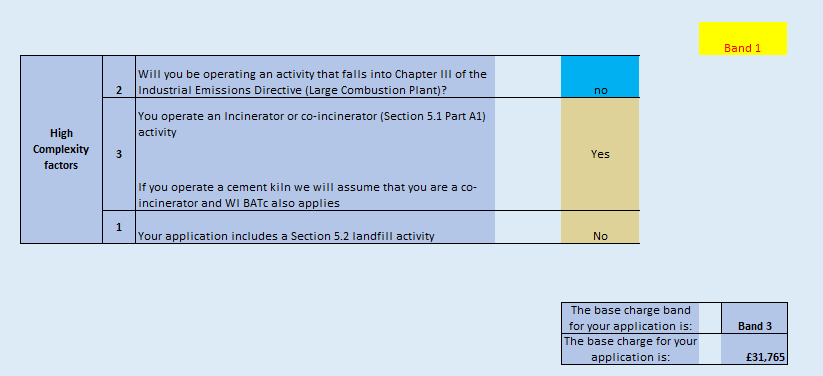 Band 1
High
Complexity
factors
2
Will you be operating an activity that falls into Chapter III of the
Industrial Emissions Directive (Large Combustion Plant)?
no
3
You operate an Incinerator or co-incinerator (Section 5.1 Part A1)
activity
If you operate a cement kiln we will assume that you are a co-
incinerator and WI BATc also applies
Yes
1
Your application includes a Section 5.2 landfill activity
No
The base charge band
for your application is:
Band 3
The base charge for your
application is:
£31,765